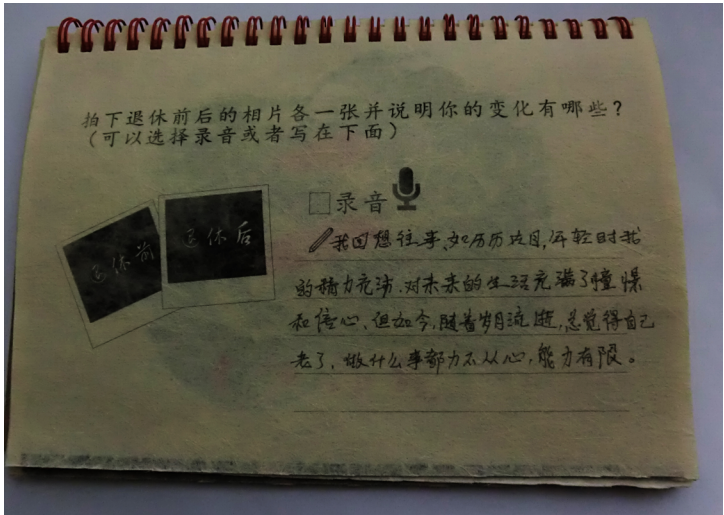 拍下退休前后的相片各一张并说明你的变化有哪些？
（可以选择录音或者写在下面）
退休前
退休后
录音
我回想往事，如历历在目，年轻时我
的精力充沛，对未来的生活充满了憧憬
和信心，但如今，随着岁月流逝，总觉得自己
老了，做什么事都力不从心，能力有限。